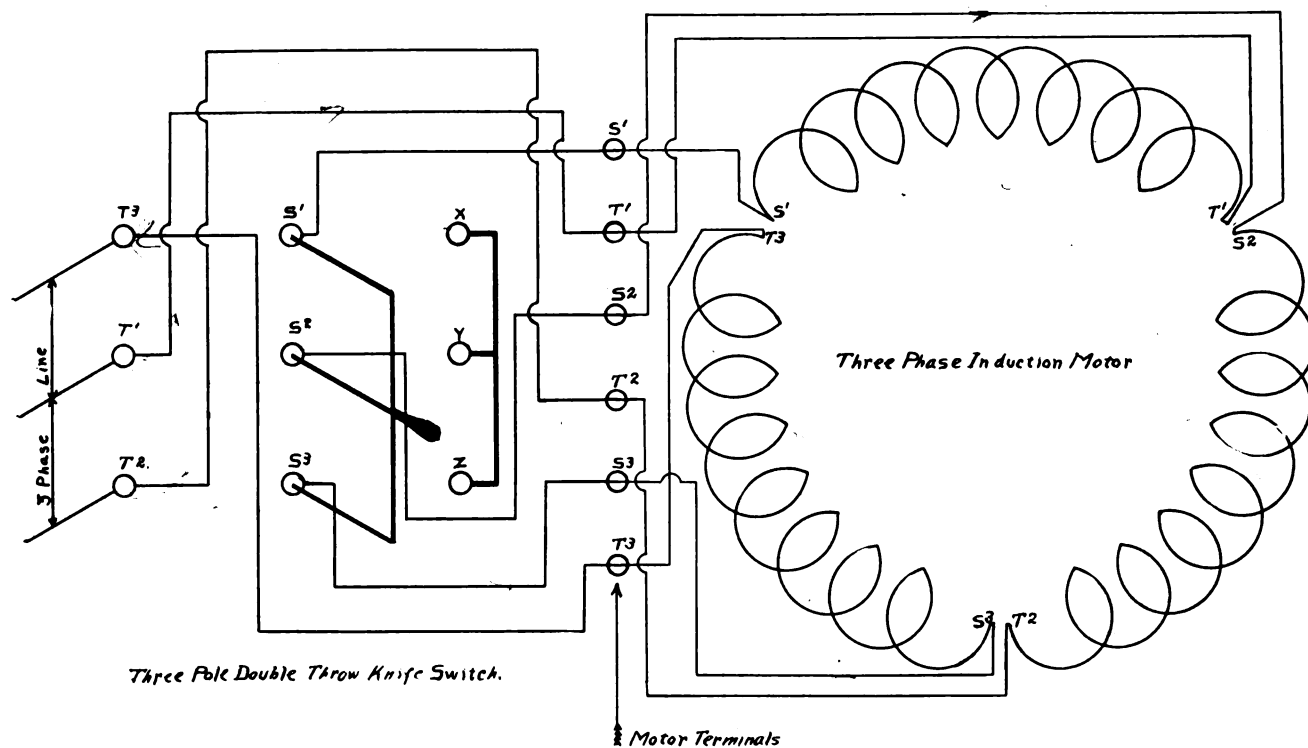 T3
T'
T2.
Line
3 Phase
S'
S2
S3
X
Y
Z
S'
T'
S2
T2
S3
T3
S'
T3
T'
S2
S3
T2
Three Phase Induction Motor
Three Pole Double Throw Knife Switch.
Motor Terminals